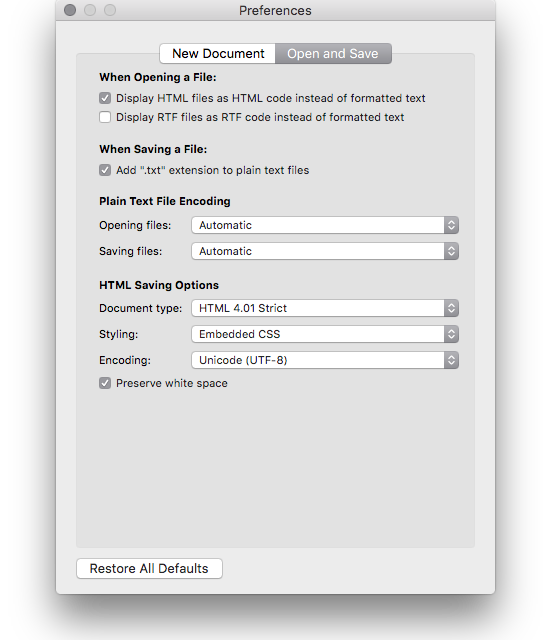 Preferences
New Document Open and Save
When Opening a File:
Display HTML files as HTML code instead of formatted text
Display RTF files as RTF code instead of formatted text
When Saving a File:
Add ".txt" extension to plain text files
Plain Text File Encoding
Opening files: Automatic
Saving files: Automatic
HTML Saving Options
Document type: HTML 4.01 Strict
Styling: Embedded CSS
Encoding: Unicode (UTF-8)
Preserve white space
Restore All Defaults